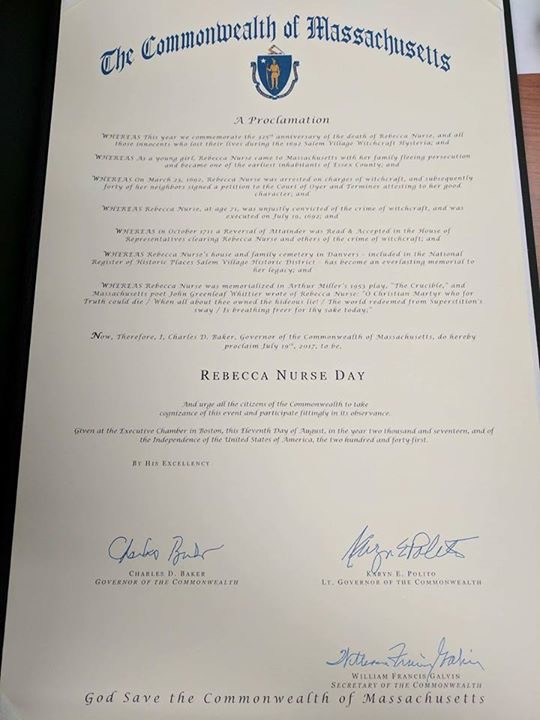 The Commonwealth of Massachusetts
A Proclamation
WHEREAS This year we commemorate the 325th anniversary of the death of Rebecca Nurse, and all
those innocents who lost their lives during the 1692 Salem Village Witchcraft Hysteria; and
WHEREAS As a young girl, Rebecca Nurse came to Massachusetts with her family fleeing persecution
and became one of the earliest inhabitants of Essex County; and
WHEREAS On March 23, 1692, Rebecca Nurse was arrested on charges of witchcraft, and subsequently
forty of her neighbors signed a petition to the Court of Oyer and Terminer attesting to her good
character; and
WHEREAS Rebecca Nurse, at age 71, was unjustly convicted of the crime of witchcraft, and was
executed on July 19, 1692; and
WHEREAS in October 1711 a Reversal of Attainder was Read & Accepted in the House of
Representatives clearing Rebecca Nurse and others of the crime of witchcraft; and
WHEREAS Rebecca Nurse's house and family cemetery in Danvers - included in the National
Register of Historic Places Salem Village Historic District - has become an everlasting memorial to
her legacy; and
WHEREAS Rebecca Nurse was memorialized in Arthur Miller's 1953 play, "The Crucible," and
Massachusetts poet John Greenleaf Whittier wrote of Rebecca Nurse: "O Christian Martyr who for
Truth could die / When all about thee owned the hideous lie! / The world redeemed from Superstition's
sway / Is breathing freer for thy sake today;"
Now, Therefore, I, Charles D. Baker, Governor of the Commonwealth of Massachusetts, do hereby
proclaim July 19th, 2017, to be,
REBECCA NURSE DAY
And urge all the citizens of the Commonwealth to take
cognizance of this event and participate fittingly in its observance.
Given at the Executive Chamber in Boston, this Eleventh Day of August, in the year two thousand and seventeen, and of
the Independence of the United States of America, the two hundred and forty-first.
BY HIS EXCELLENCY
CHARLES D. BAKER
GOVERNOR OF THE COMMONWEALTH
KARYN E. POLITO
LT. GOVERNOR OF THE COMMONWEALTH
WILLIAM FRANCIS GALVIN
SECRETARY OF THE COMMONWEALTH
God Save the Commonwealth of Massachusetts